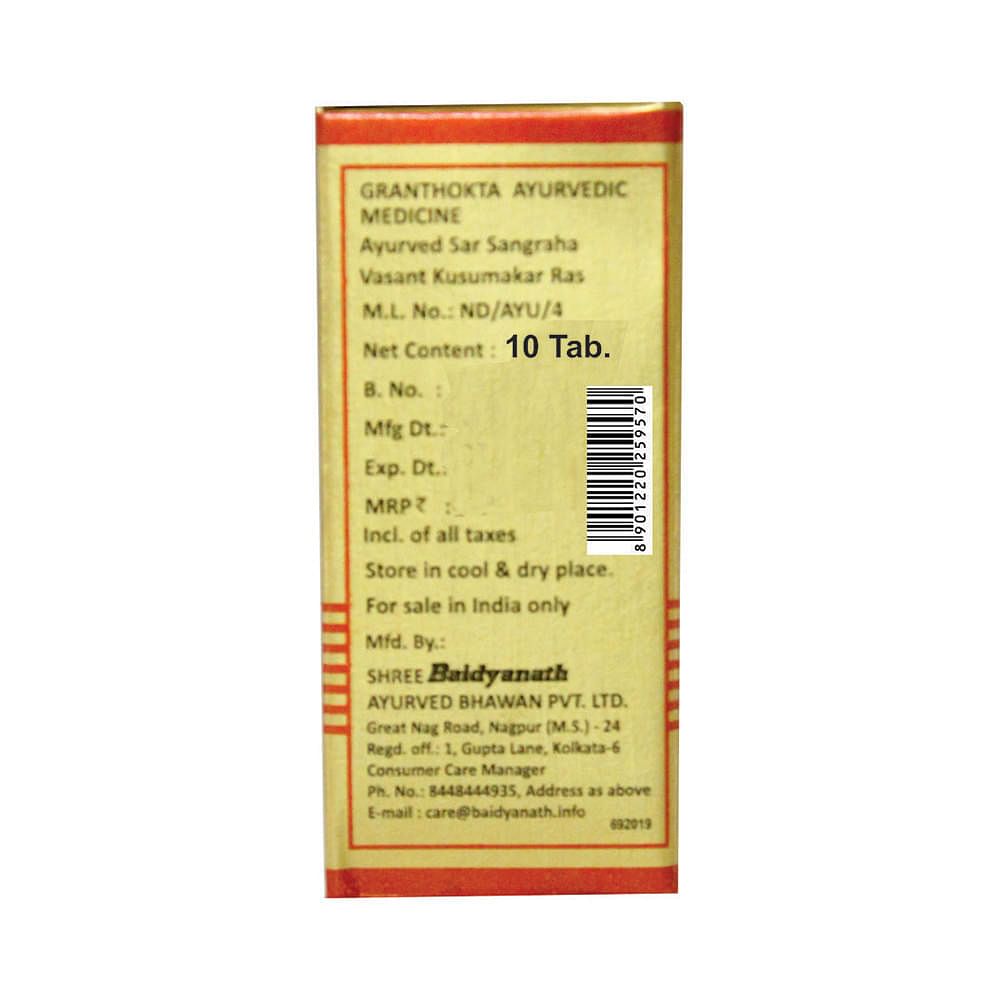 GRANTHOKTA AYURVEDIC
MEDICINE
Ayurved Sar Sangraha
Vasant Kusumakar Ras
M.L. No.: ND/AYU/4
Net Content : 10 Tab.
B. No. :
Mfg Dt.:
Exp. Dt.:
MRP ₹ :
Incl. of all taxes
8 901220 259570
Store in cool & dry place.
For sale in India only
Mfd. By.:
SHREE Baidyanath
AYURVED BHAWAN PVT. LTD.
Great Nag Road, Nagpur (M.S.) - 24
Regd. off.: 1, Gupta Lane, Kolkata-6
Consumer Care Manager
Ph. No.: 8448444935, Address as above
E-mail : care@baidyanath.info
692019